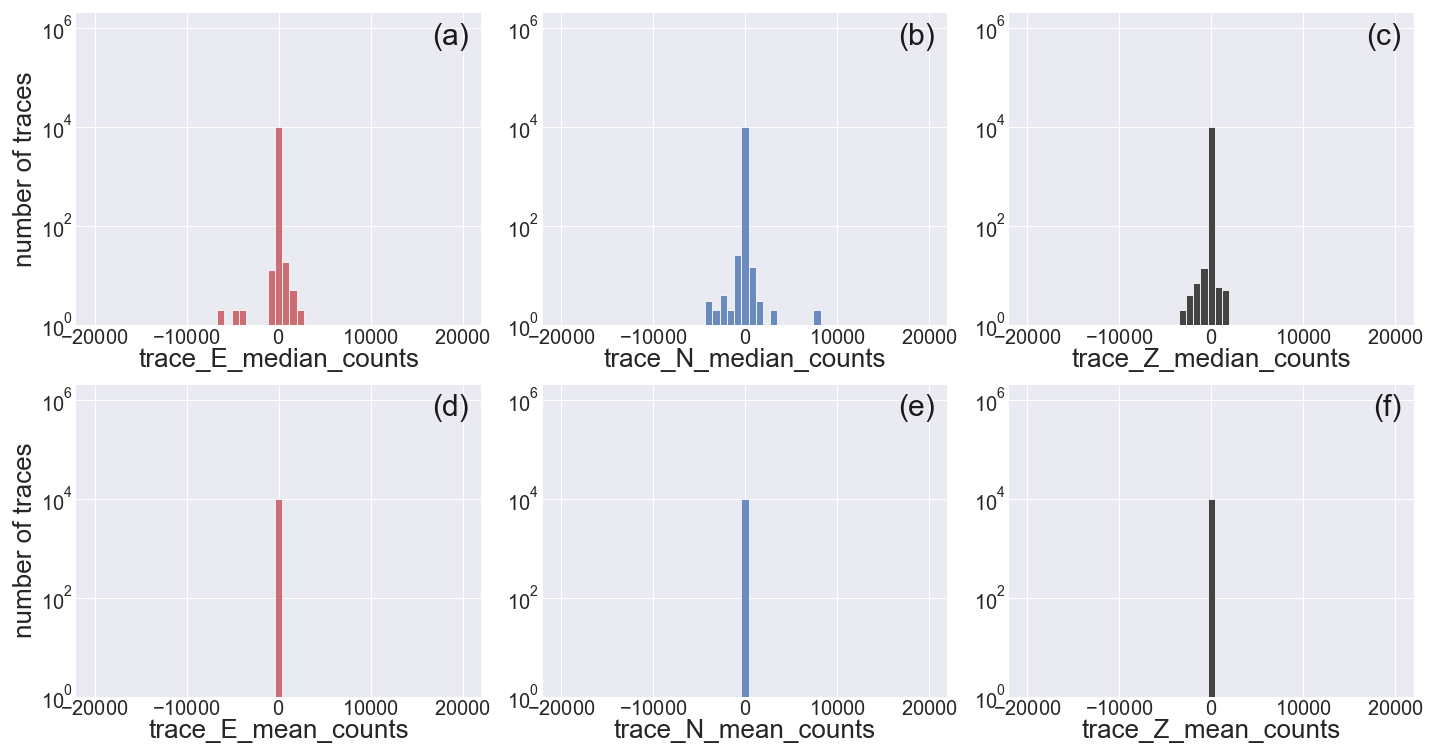 (a)
number of traces
10^6
10^4
10^2
10^0
−20000 −10000 0 10000 20000
trace_E_median_counts
(b)
10^6
10^4
10^2
10^0
−20000 −10000 0 10000 20000
trace_N_median_counts
(c)
10^6
10^4
10^2
10^0
−20000 −10000 0 10000 20000
trace_Z_median_counts
(d)
number of traces
10^6
10^4
10^2
10^0
−20000 −10000 0 10000 20000
trace_E_mean_counts
(e)
10^6
10^4
10^2
10^0
−20000 −10000 0 10000 20000
trace_N_mean_counts
(f)
10^6
10^4
10^2
10^0
−20000 −10000 0 10000 20000
trace_Z_mean_counts